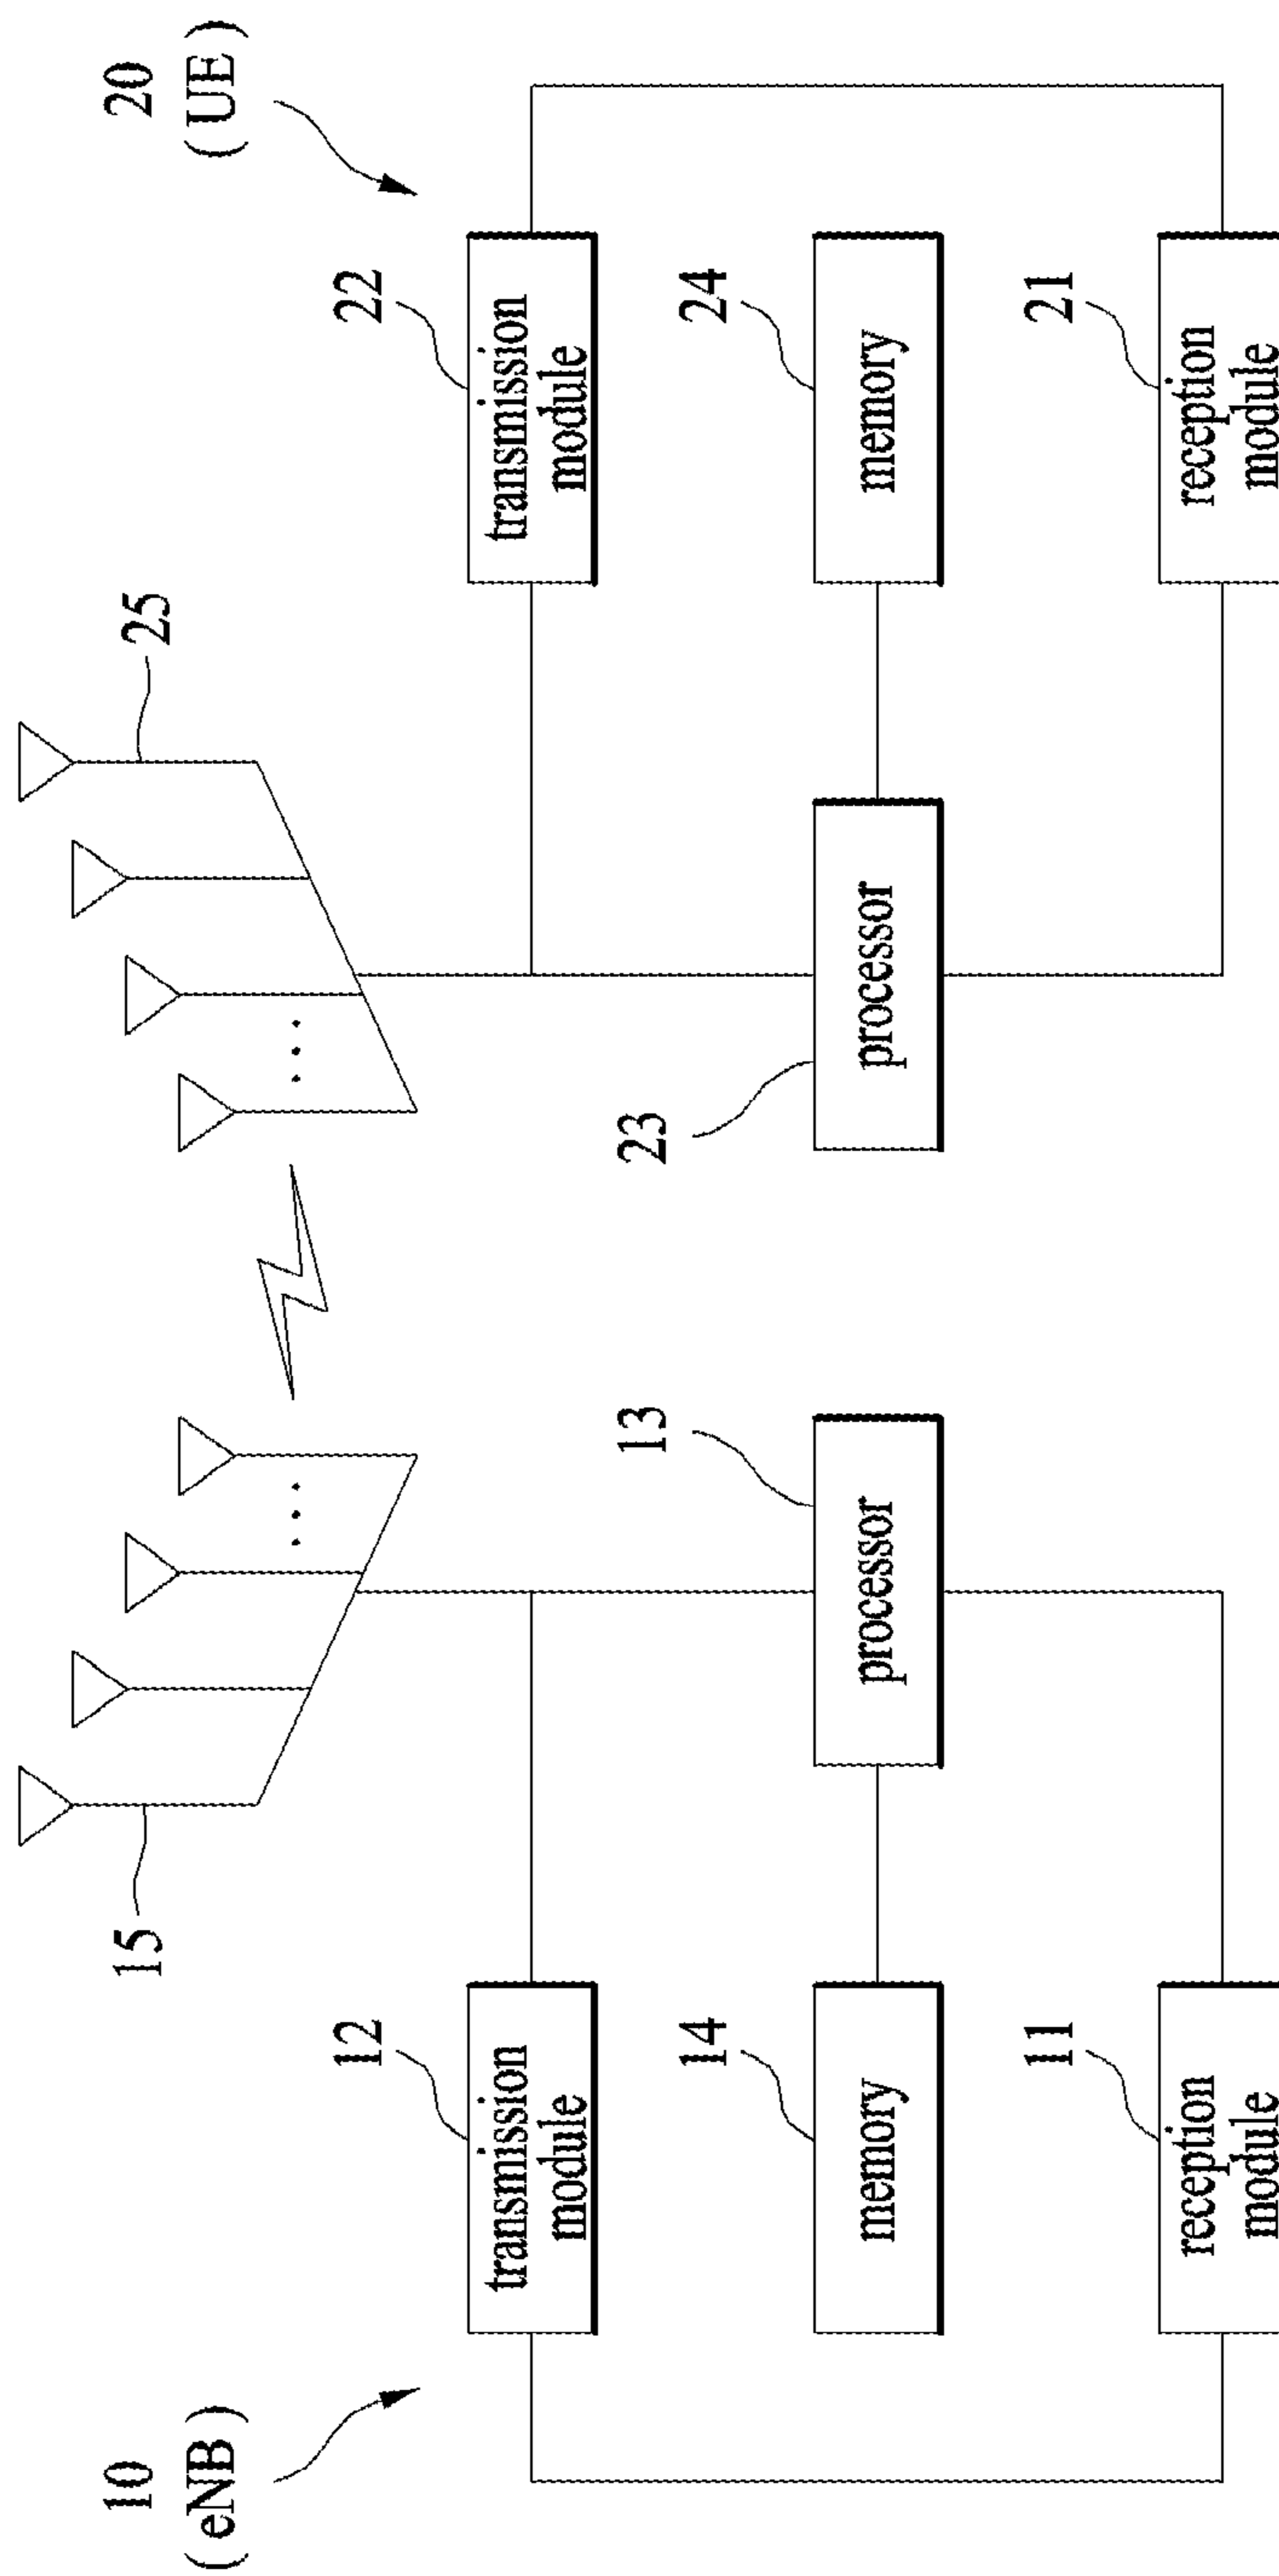 10
( eNB )
20
( UE )
15
25
12
transmission
module
22
transmission
module
13
processor
23
processor
14
memory
24
memory
11
reception
module
21
reception
module